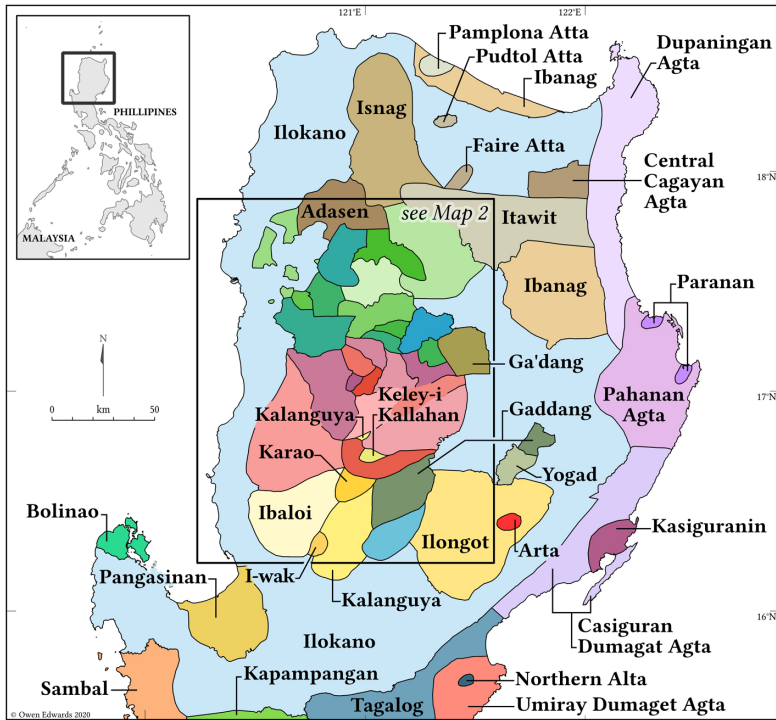 121°E
122°E
PHILLIPINES
MALAYSIA
Pamplona Atta
Pudtol Atta
Ibanag
Dupaningan
Agta
Isnag
Ilokano
Faire Atta
18°N
Central
Cagayan
Agta
Adasen
see Map 2
Itawit
Ibanag
Paranan
N
km
0
50
Ga'dang
Pahanan
Agta
17°N
Keley-i
Kallahan
Kalanguya
Gaddang
Karao
Yogad
Ibaloi
Bolinao
Ilongot
Arta
Kasiguranin
Pangasinan
I-wak
Kalanguya
16°N
Ilokano
Casiguran
Dumagat Agta
Kapampangan
Northern Alta
Sambal
Tagalog
Umiray Dumaget Agta
© Owen Edwards 2020